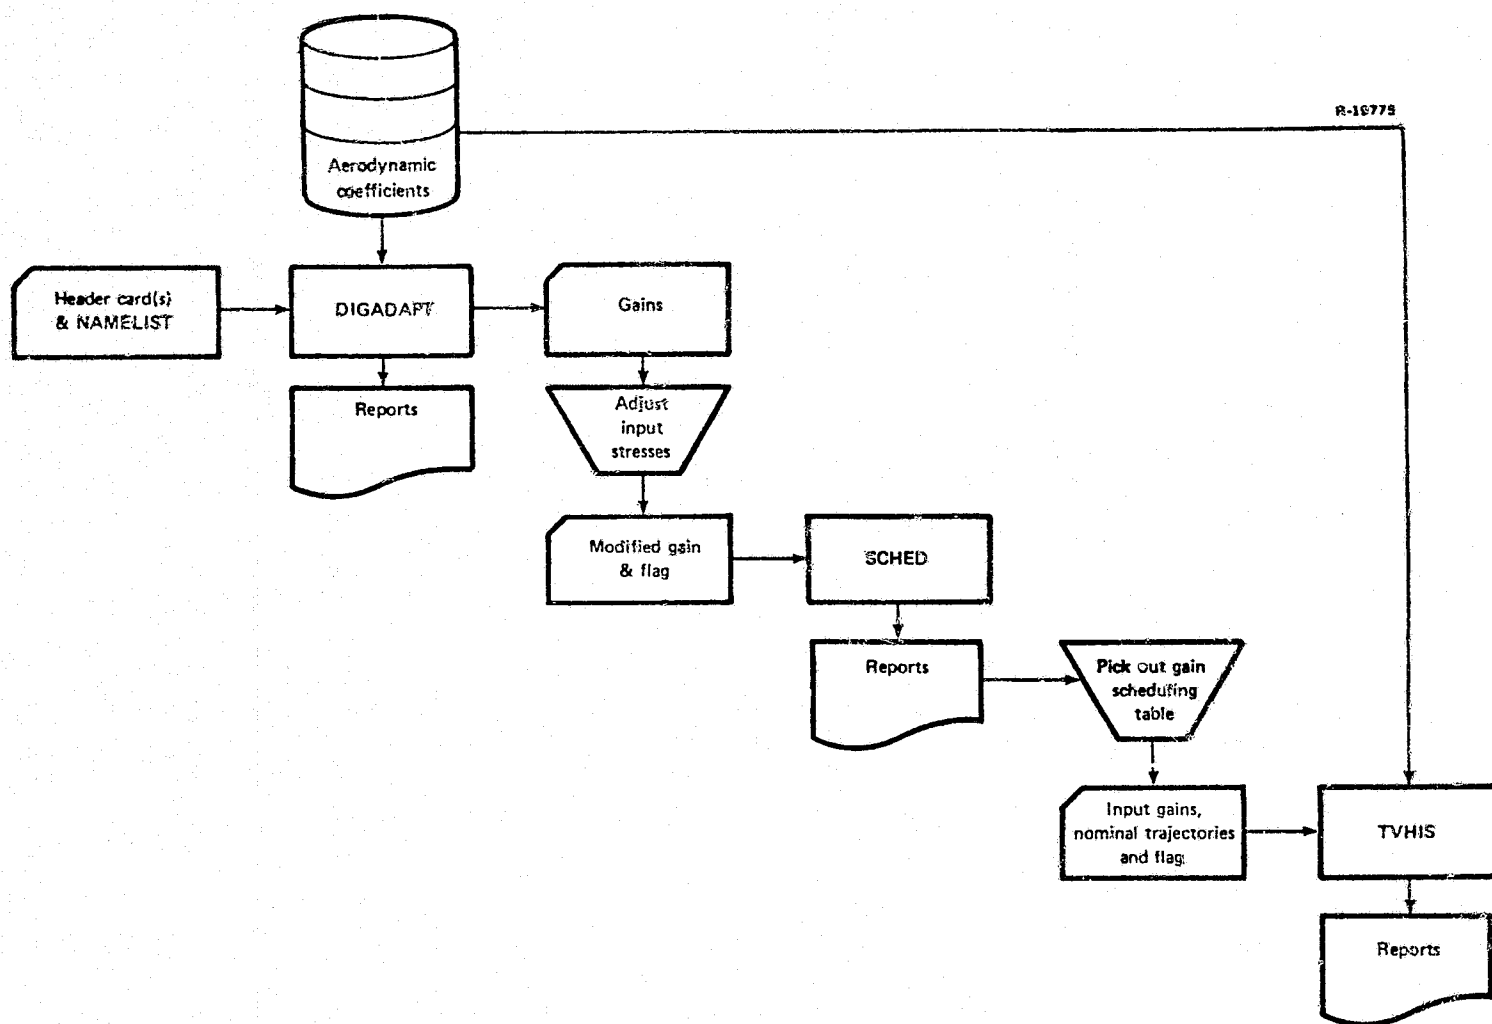 R-19775
Aerodynamic
coefficients
Header card(s)
& NAMELIST
DIGADAPT
Gains
Reports
Adjust
input
stresses
Modified gain
& flag
SCHED
Reports
Pick out gain
scheduling
table
Input gains,
nominal trajectories
and flag
TVHIS
Reports